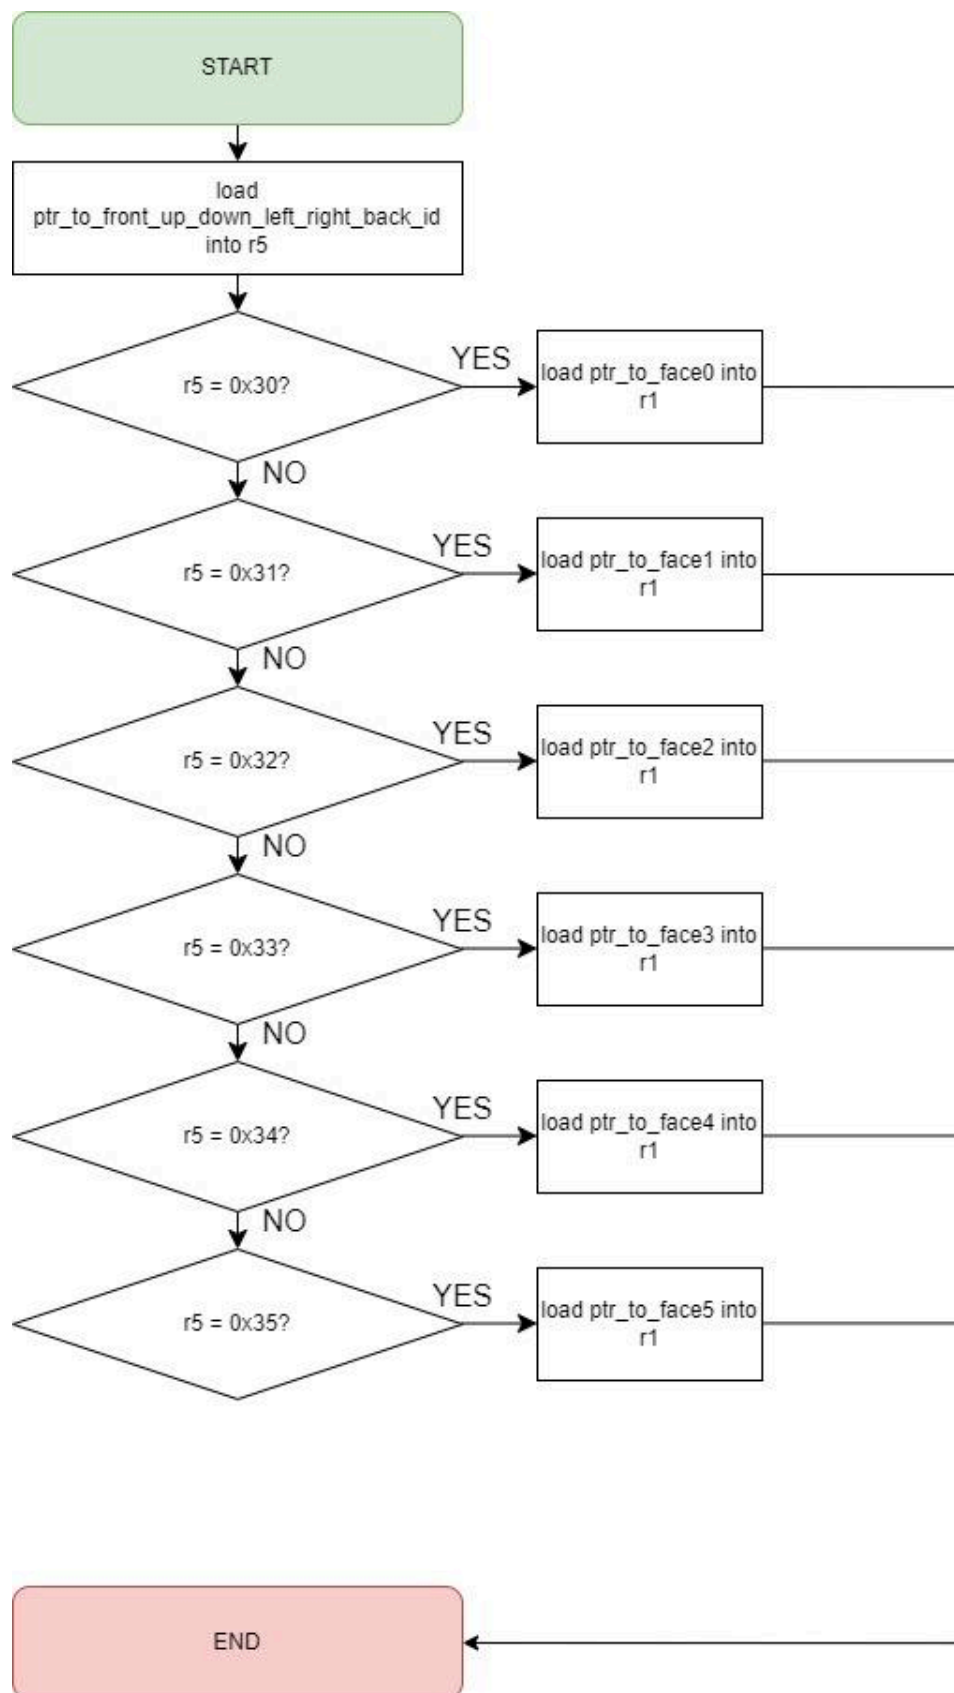 START
load
ptr_to_front_up_down_left_right_back_id
into r5
r5 = 0x30?
YES
load ptr_to_face0 into
r1
NO
r5 = 0x31?
YES
load ptr_to_face1 into
r1
NO
r5 = 0x32?
YES
load ptr_to_face2 into
r1
NO
r5 = 0x33?
YES
load ptr_to_face3 into
r1
NO
r5 = 0x34?
YES
load ptr_to_face4 into
r1
NO
r5 = 0x35?
YES
load ptr_to_face5 into
r1
END